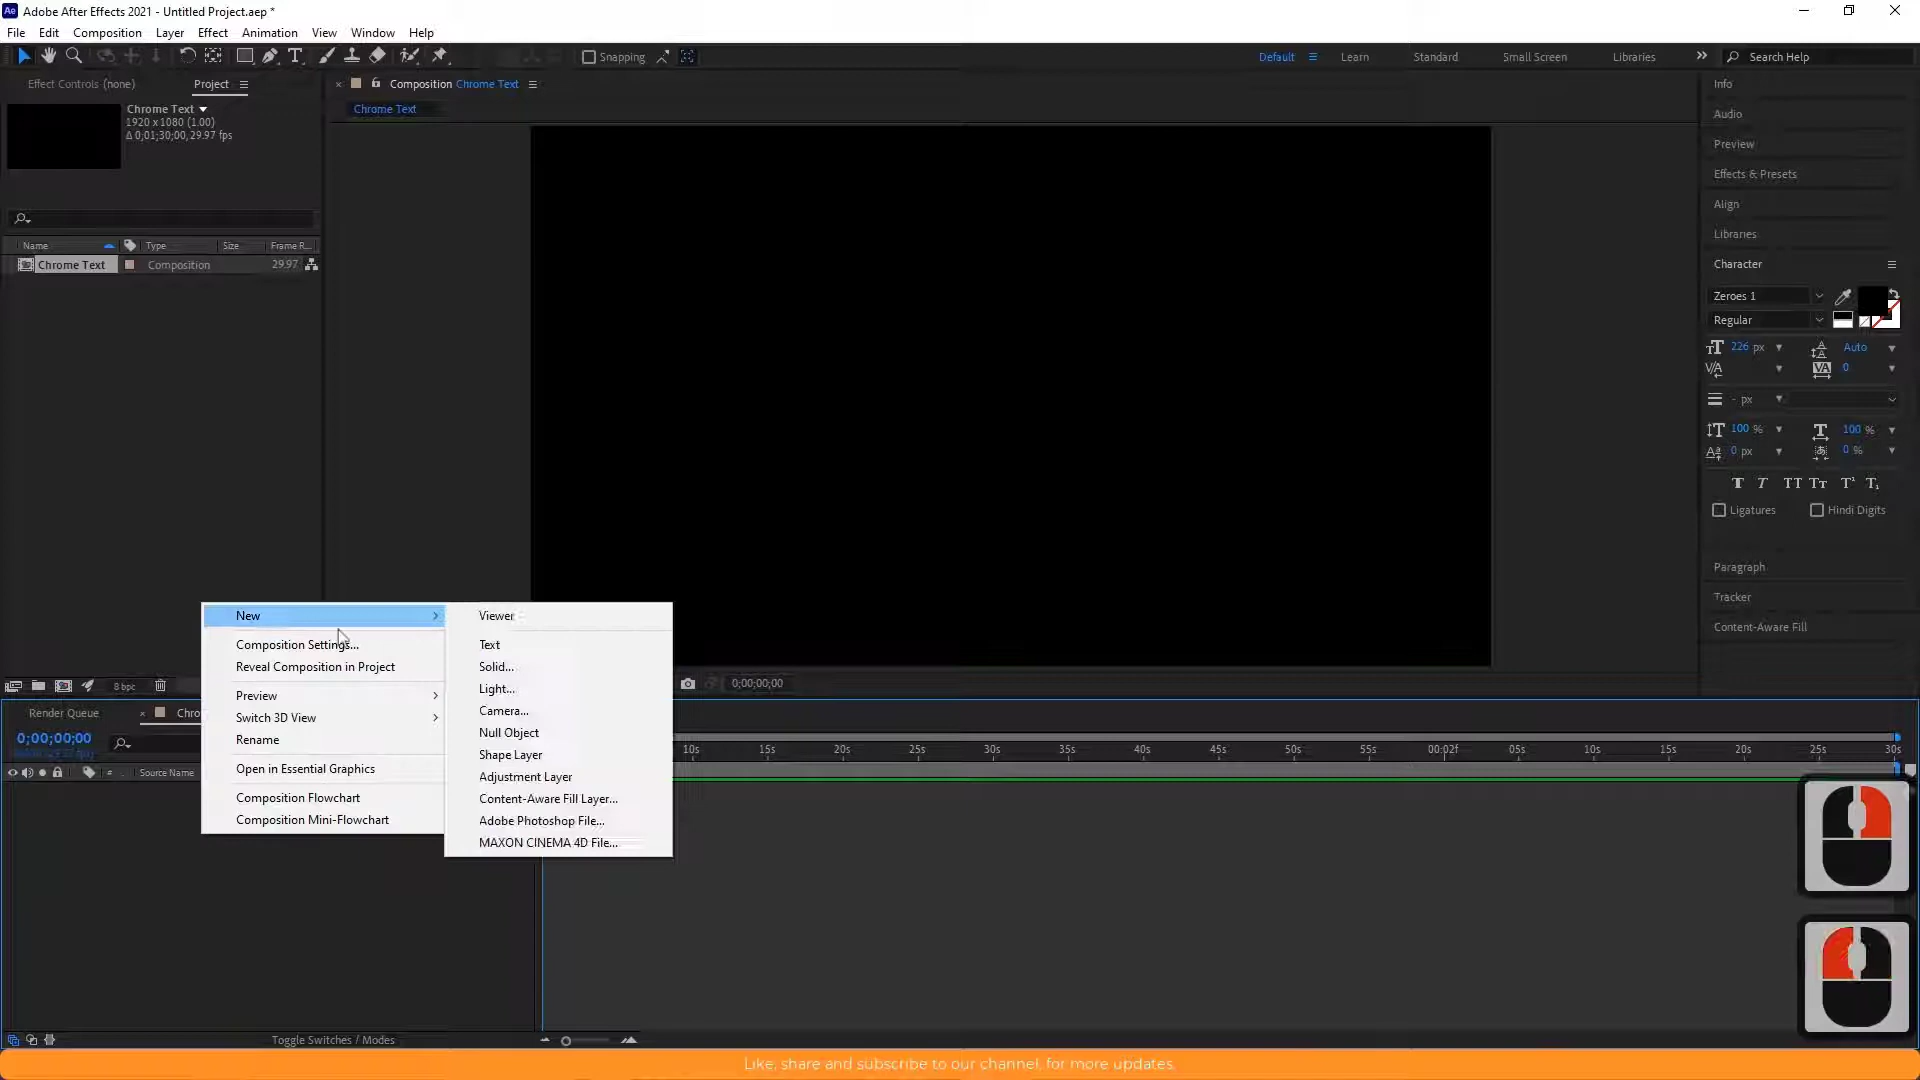 Ae Adobe After Effects 2021 - Untitled Project.aep *
File Edit Composition Layer Effect Animation View Window Help
Snapping
Default Learn Standard Small Screen Libraries Search Help
Effect Controls (none) Project
Composition Chrome Text
Chrome Text
Chrome Text
1920 x 1080 (1.00)
Δ 0;01;30;00, 29.97 fps
Name Type Size Frame R...
Chrome Text Composition 29.97
Info
Audio
Preview
Effects & Presets
Align
Libraries
Character
Zeroes 1
Regular
226 px Auto
0
- px
100 % 100 %
0 px 0 %
Ligatures Hindi Digits
Paragraph
Tracker
Content-Aware Fill
New
Composition Settings...
Reveal Composition in Project
Preview
Switch 3D View
Rename
Open in Essential Graphics
Composition Flowchart
Composition Mini-Flowchart
Viewer
Text
Solid...
Light...
Camera...
Null Object
Shape Layer
Adjustment Layer
Content-Aware Fill Layer...
Adobe Photoshop File...
MAXON CINEMA 4D File...
8 bpc
0;00;00;00
Render Queue Chro
0;00;00;00
# Source Name
10s 15s 20s 25s 30s 35s 40s 45s 50s 55s 00:02f 05s 10s 15s 20s 25s 30s
Toggle Switches / Modes
Like, share and subscribe to our channel, for more updates.